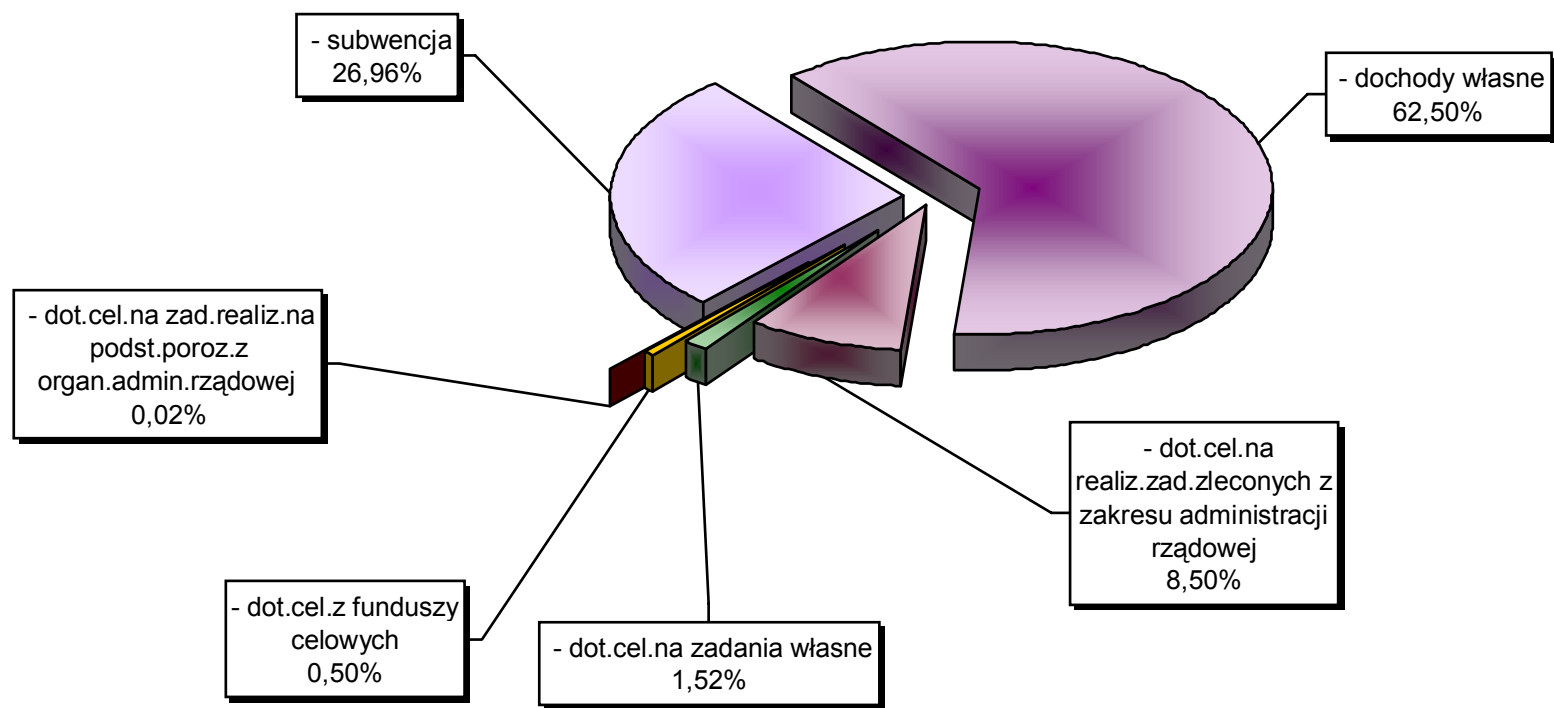 - subwencja
26,96%
- dochody własne
62,50%
- dot.cel.na zad.realiz.na
podst.poroz.z
organ.admin.rządowej
0,02%
- dot.cel.na
realiz.zad.zleconych z
zakresu administracji
rządowej
8,50%
- dot.cel.z funduszy
celowych
0,50%
- dot.cel.na zadania własne
1,52%